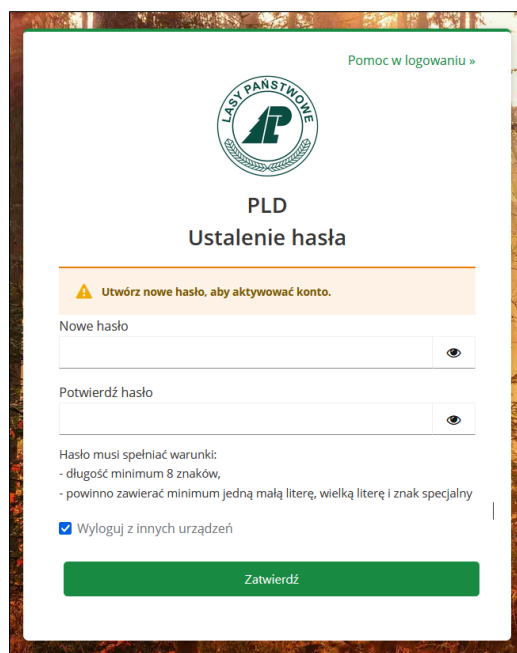 Pomoc w logowaniu »
LASY PAŃSTWOWE
LP
PLD
Ustalenie hasła
Utwórz nowe hasło, aby aktywować konto.
Nowe hasło
Potwierdź hasło
Hasło musi spełniać warunki:
- długość minimum 8 znaków,
- powinno zawierać minimum jedną małą literę, wielką literę i znak specjalny
Wyloguj z innych urządzeń
Zatwierdź